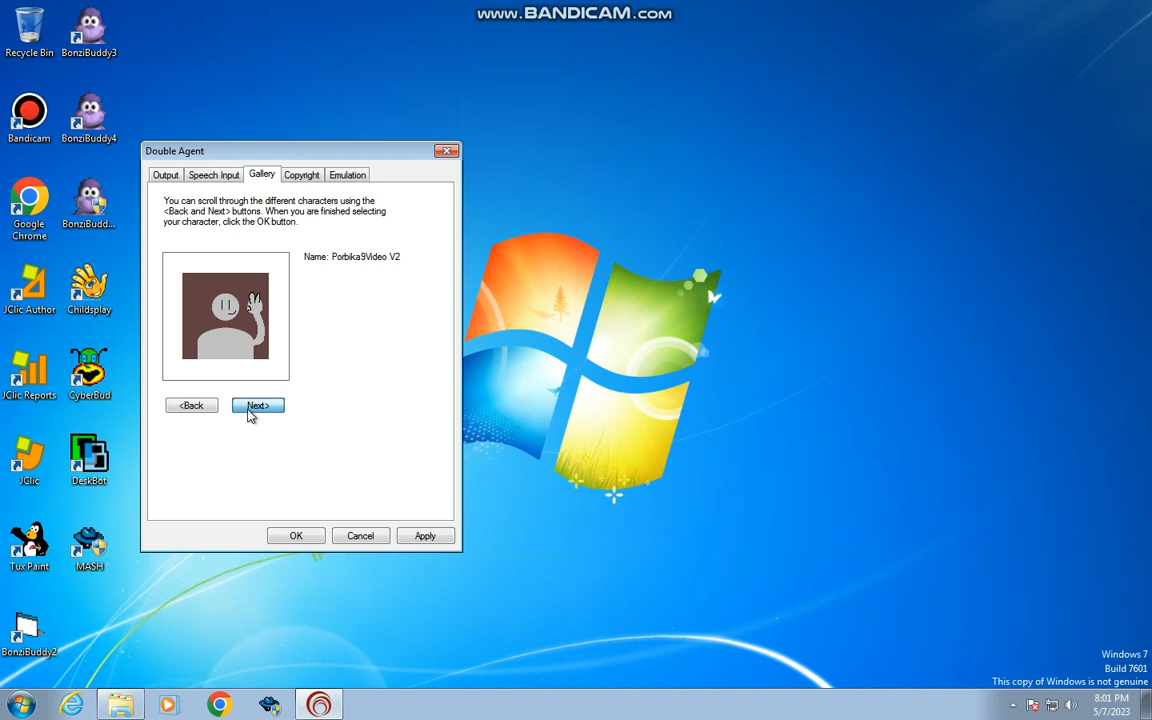 www.BANDICAM.com
Recycle Bin
BonziBuddy3
Bandicam
BonziBuddy4
Google
Chrome
BonziBudd...
JClic Author
Childsplay
JClic Reports
CyberBud
JClic
DeskBot
Tux Paint
MASH
BonziBuddy2
Double Agent
Output
Speech Input
Gallery
Copyright
Emulation
You can scroll through the different characters using the
<Back and Next> buttons. When you are finished selecting
your character, click the OK button.
Name: Porbika9Video V2
<Back
Next>
OK
Cancel
Apply
Windows 7
Build 7601
This copy of Windows is not genuine
8:01 PM
5/7/2023